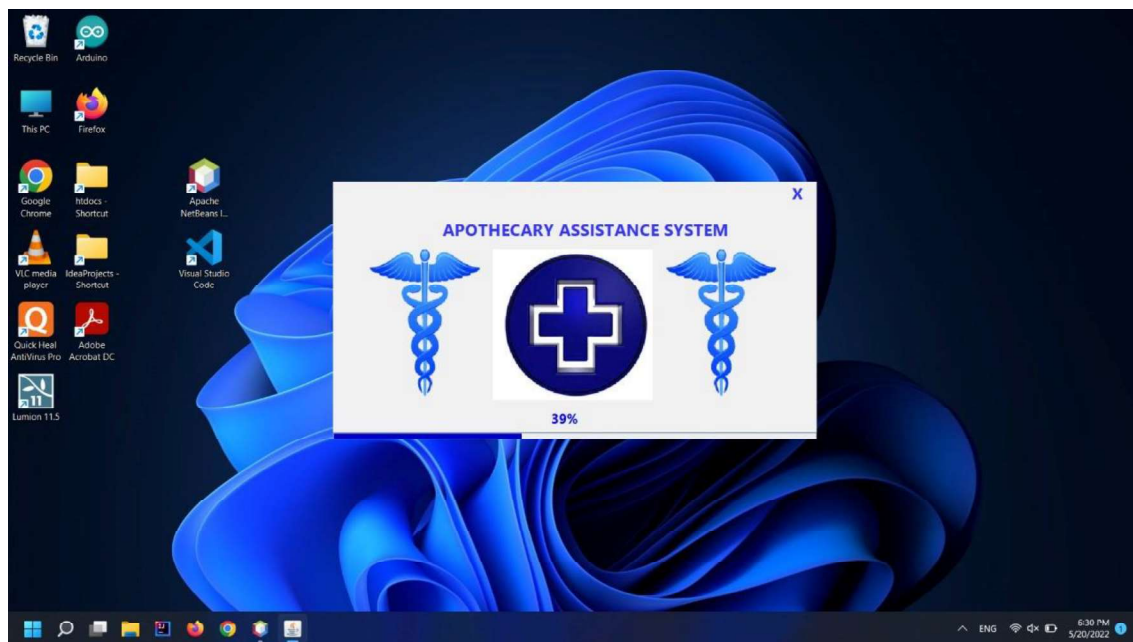 Recycle Bin
Arduino
This PC
Firefox
Google
Chrome
htdocs -
Shortcut
Apache
NetBeans I...
VLC media
player
IdeaProjects -
Shortcut
Visual Studio
Code
Quick Heal
AntiVirus Pro
Adobe
Acrobat DC
11
Lumion 11.5
X
APOTHECARY ASSISTANCE SYSTEM
39%
ENG
6:30 PM
5/20/2022
1